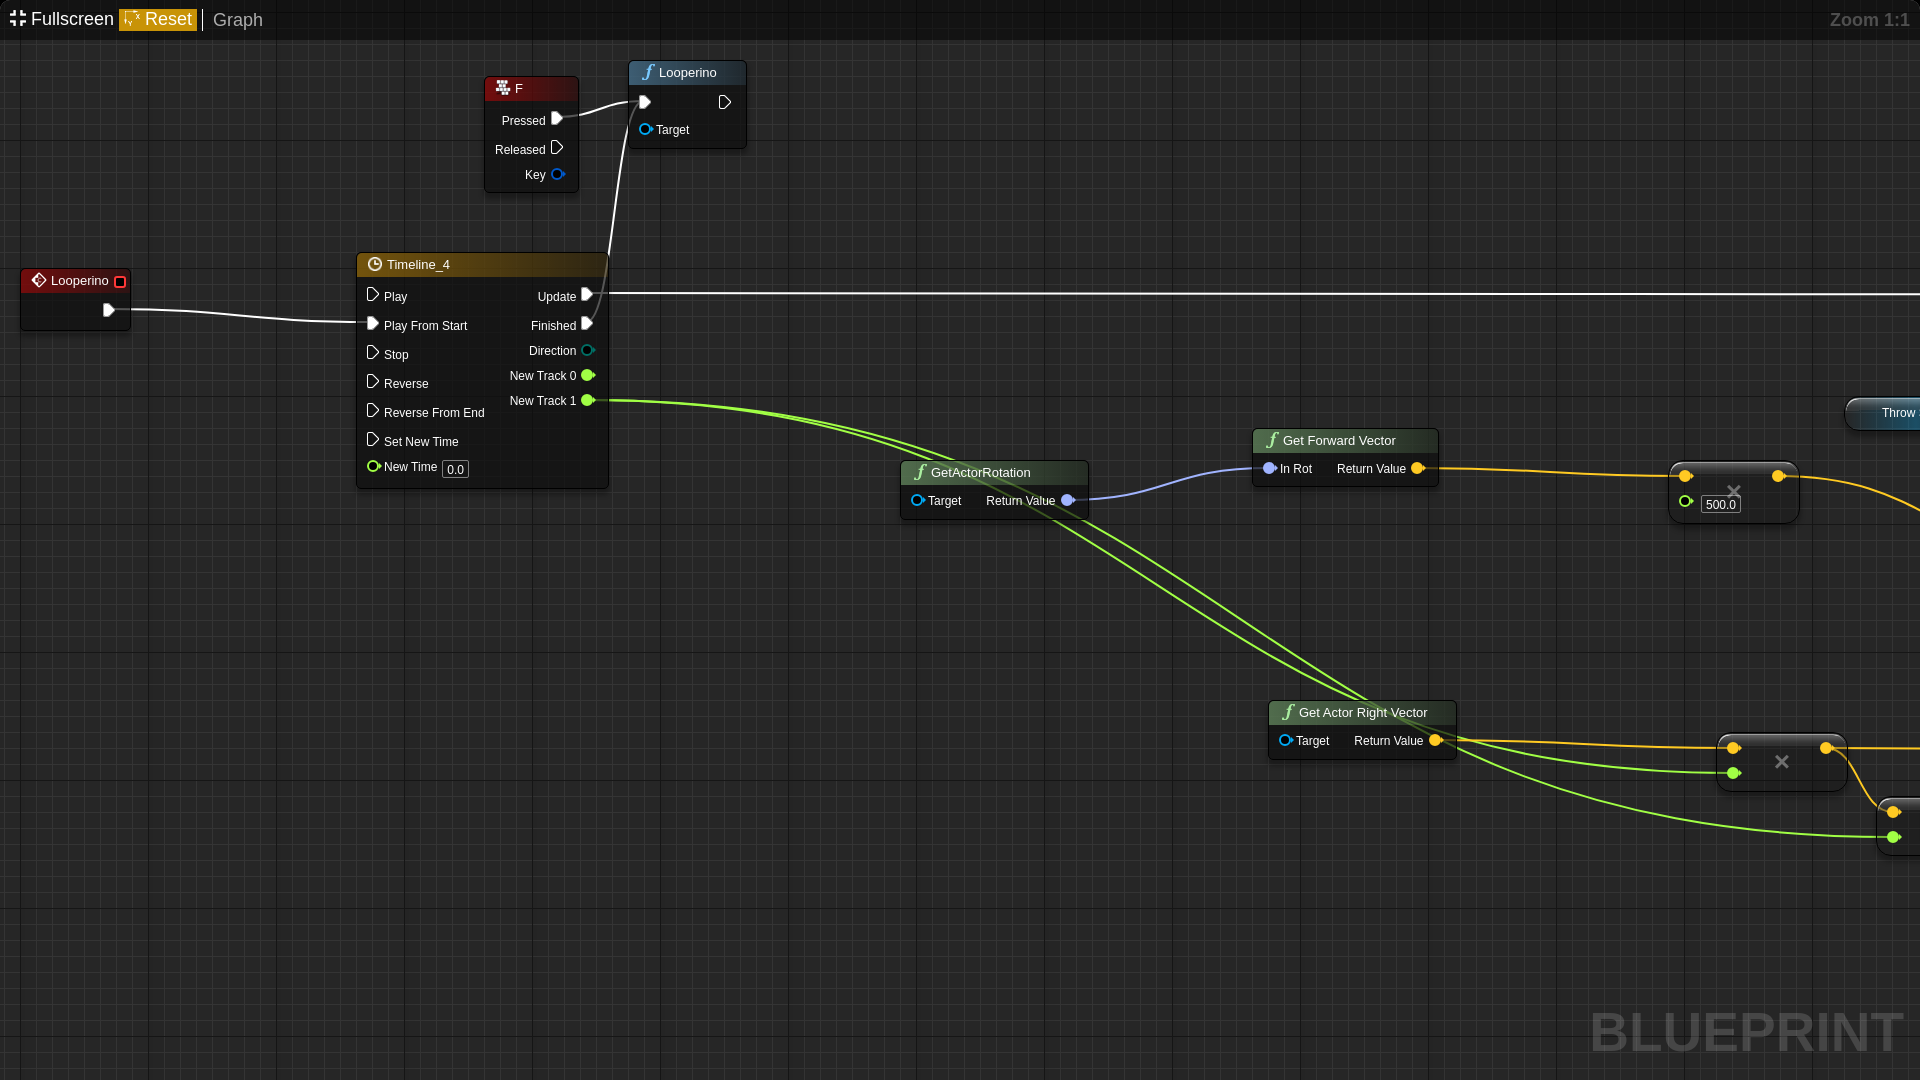 Fullscreen Reset Graph
Zoom 1:1
F
Pressed
Released
Key
Looperino
Target
Looperino
Timeline_4
Play
Update
Play From Start
Finished
Stop
Direction
Reverse
New Track 0
Reverse From End
New Track 1
Set New Time
New Time 0.0
GetActorRotation
Target Return Value
Get Forward Vector
In Rot Return Value
500.0
Throw
Get Actor Right Vector
Target Return Value
BLUEPRINT